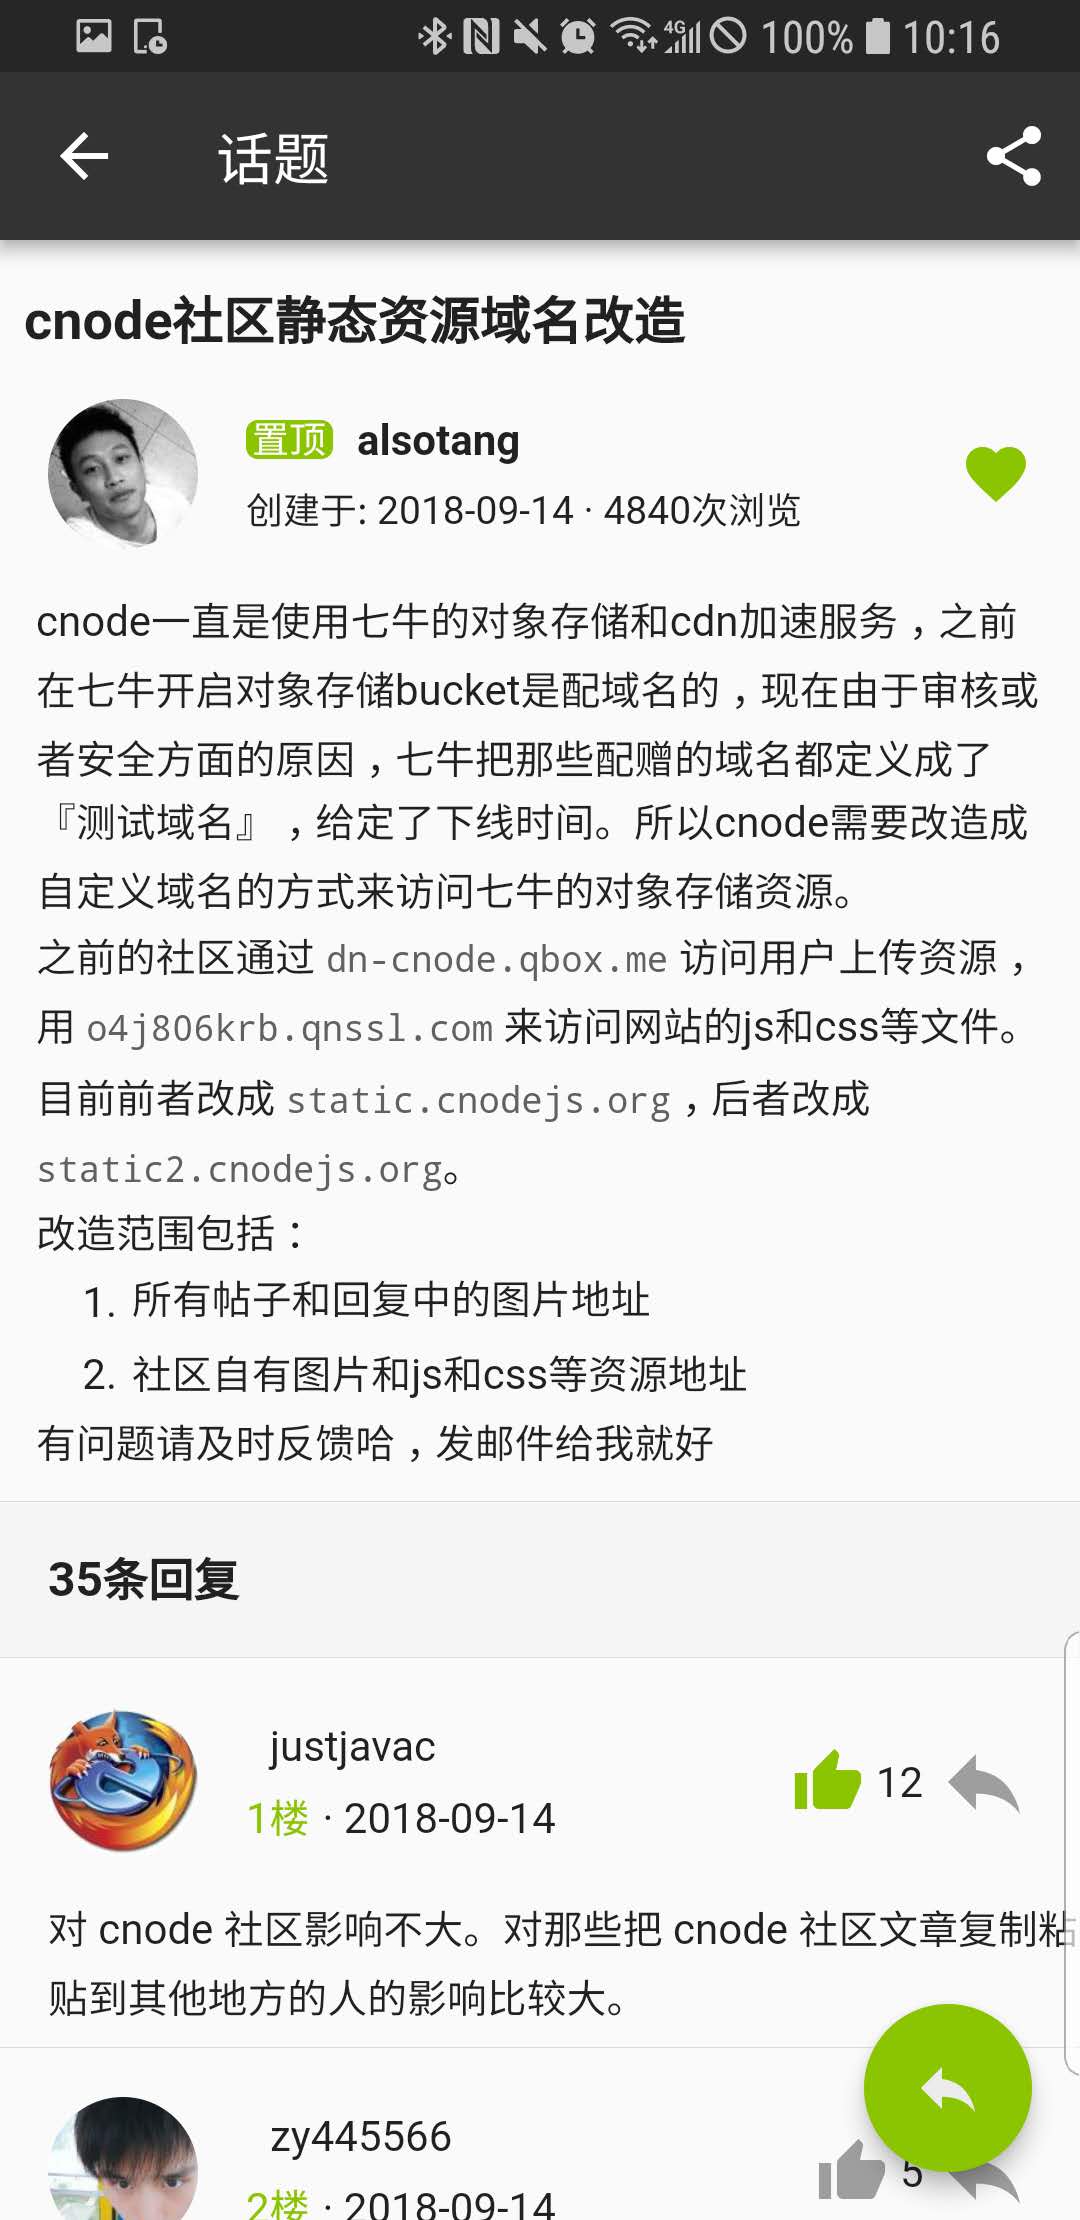 4G 100% 10:16
话题
cnode社区静态资源域名改造
置顶 alsotang
创建于: 2018-09-14 · 4840次浏览
cnode一直是使用七牛的对象存储和cdn加速服务，之前
在七牛开启对象存储bucket是配域名的，现在由于审核或
者安全方面的原因，七牛把那些配赠的域名都定义成了
『测试域名』，给定了下线时间。所以cnode需要改造成
自定义域名的方式来访问七牛的对象存储资源。
之前的社区通过 dn-cnode.qbox.me 访问用户上传资源，
用 o4j806krb.qnssl.com 来访问网站的js和css等文件。
目前前者改成 static.cnodejs.org，后者改成
static2.cnodejs.org。
改造范围包括：
1. 所有帖子和回复中的图片地址
2. 社区自有图片和js和css等资源地址
有问题请及时反馈哈，发邮件给我就好
35条回复
justjavac
1楼 · 2018-09-14
12
对 cnode 社区影响不大。对那些把 cnode 社区文章复制粘
贴到其他地方的人的影响比较大。
zy445566
2楼 · 2018-09-14
5